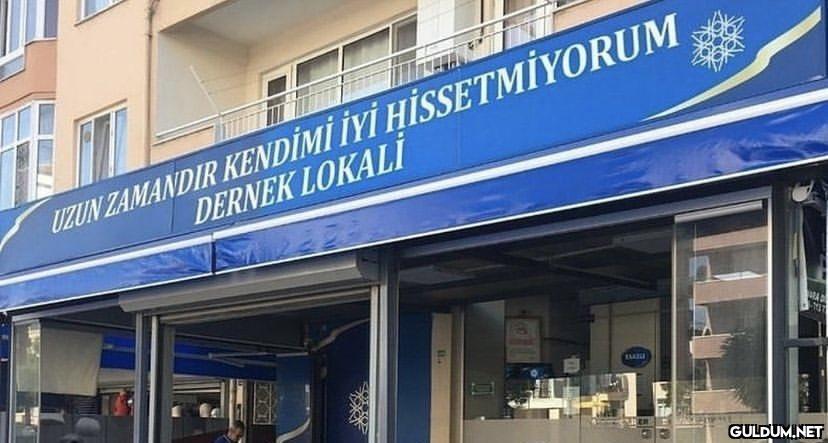 UZUN ZAMANDIR KENDİMİ İYİ HİSSETMİYORUM
DERNEK LOKALİ
GULDUM.NET